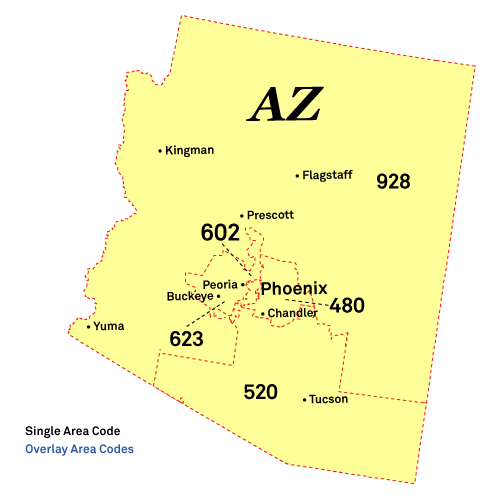 AZ
Kingman
Flagstaff
928
Prescott
602
Peoria
Phoenix
Buckeye
480
Chandler
Yuma
623
520
Tucson
Single Area Code
Overlay Area Codes